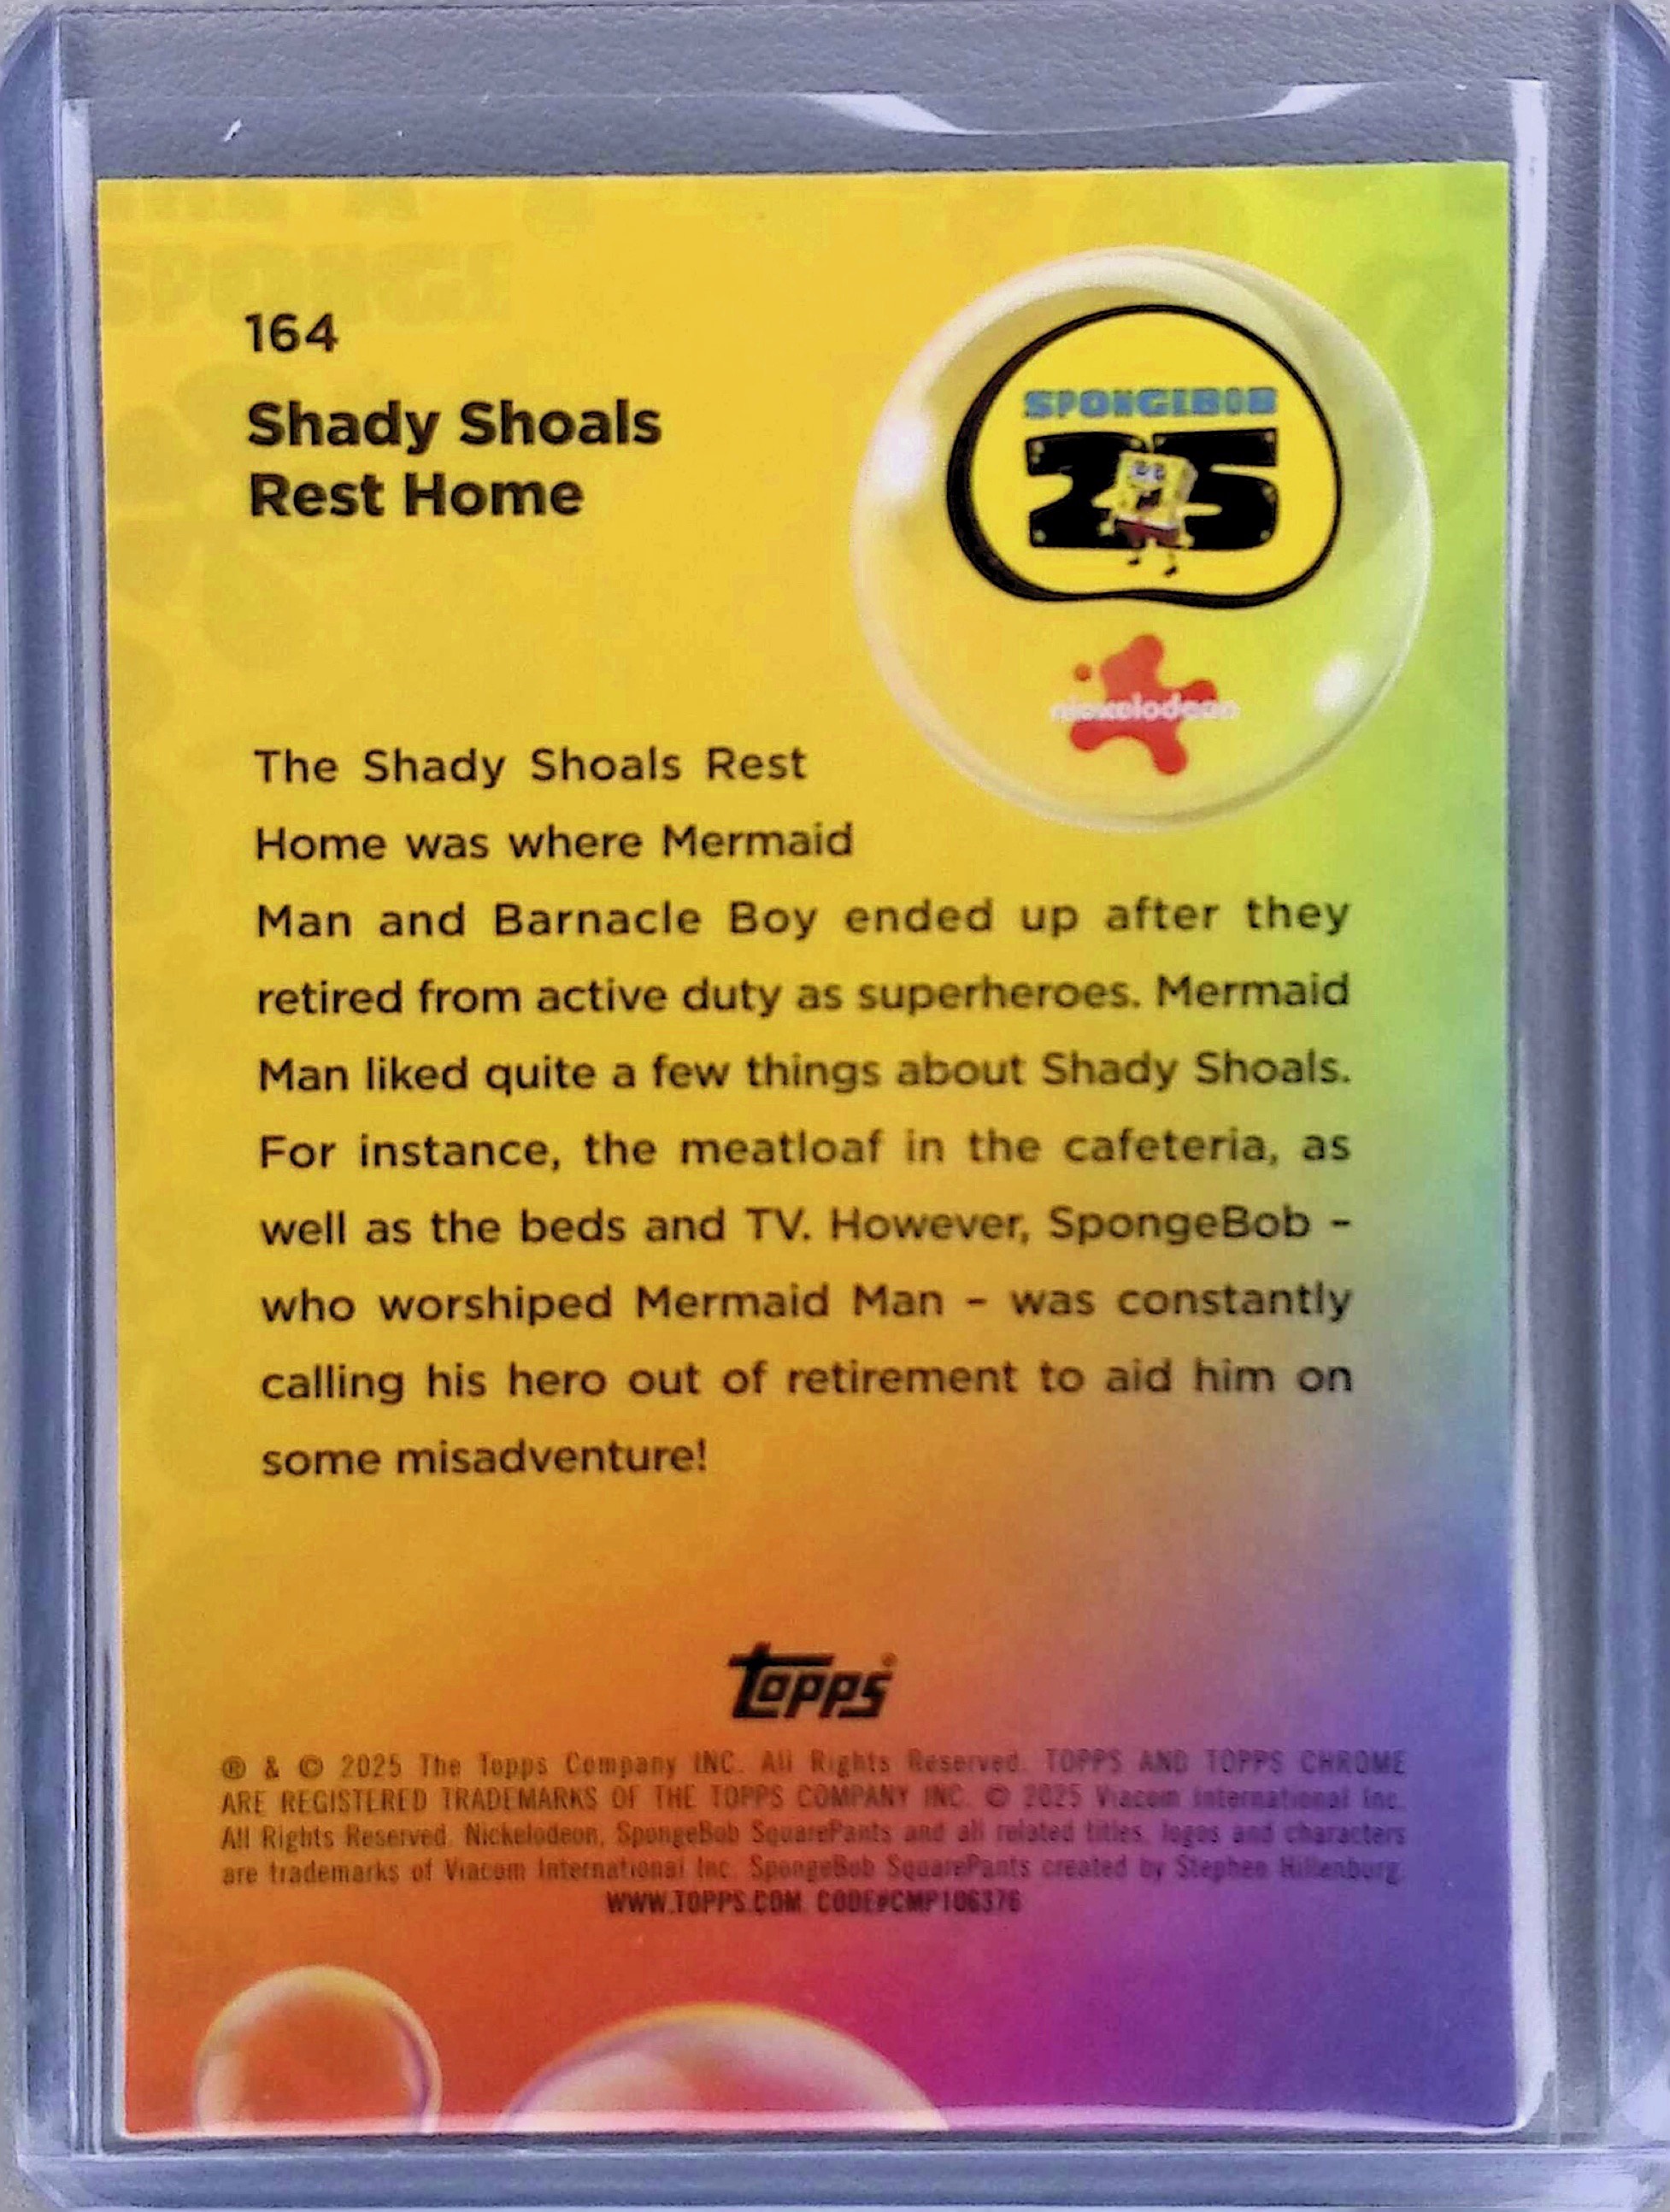 164
Shady Shoals
Rest Home
SPONGEBOB
25
nickelodeon
The Shady Shoals Rest
Home was where Mermaid
Man and Barnacle Boy ended up after they
retired from active duty as superheroes. Mermaid
Man liked quite a few things about Shady Shoals.
For instance, the meatloaf in the cafeteria, as
well as the beds and TV. However, SpongeBob –
who worshiped Mermaid Man – was constantly
calling his hero out of retirement to aid him on
some misadventure!
topps
® & © 2025 The Topps Company INC. All Rights Reserved. TOPPS AND TOPPS CHROME
ARE REGISTERED TRADEMARKS OF THE TOPPS COMPANY INC. © 2025 Viacom International Inc.
All Rights Reserved. Nickelodeon, SpongeBob SquarePants and all related titles, logos and characters
are trademarks of Viacom International Inc. SpongeBob SquarePants created by Stephen Hillenburg.
WWW.TOPPS.COM CODE#CMP106376